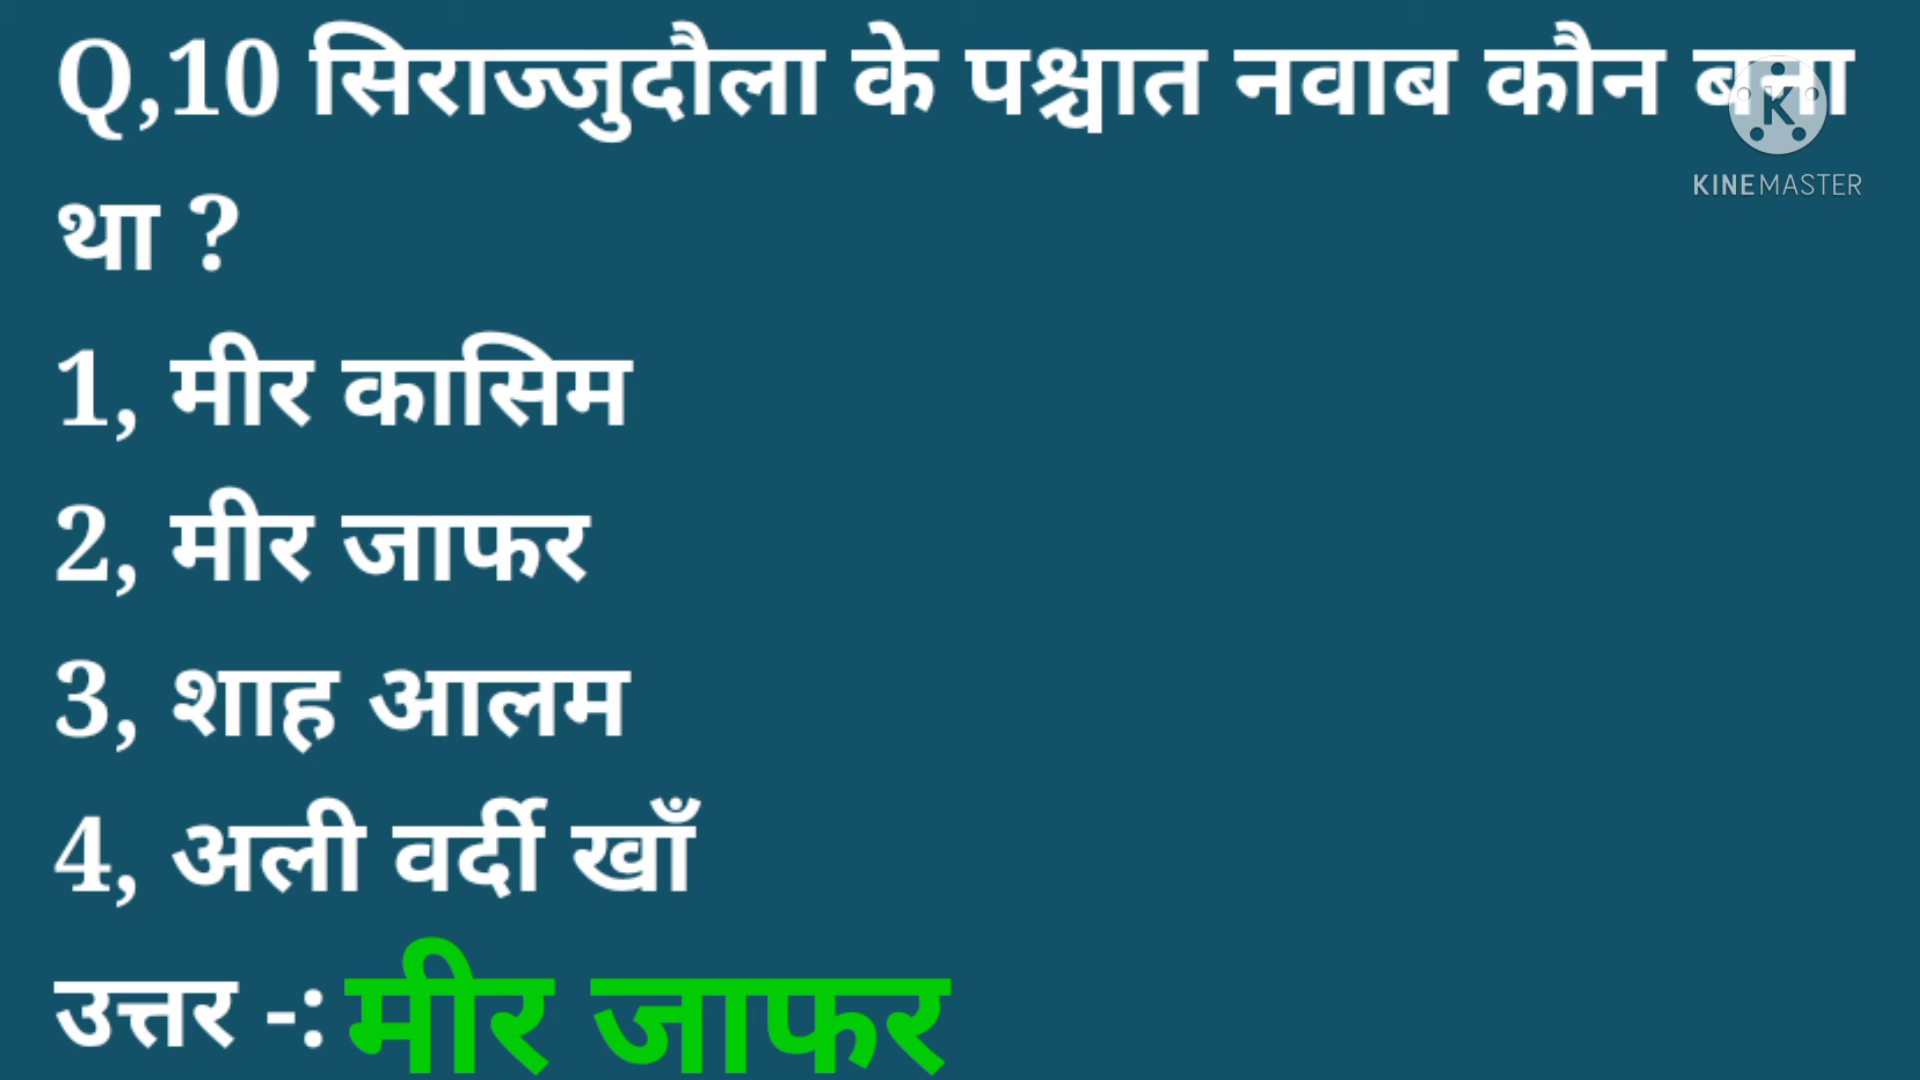 Q,10 सिराज्जुदौला के पश्चात नवाब कौन बना
था ?
1, मीर कासिम
2, मीर जाफर
3, शाह आलम
4, अली वर्दी खाँ
उत्तर -: मीर जाफर
K
KINEMASTER